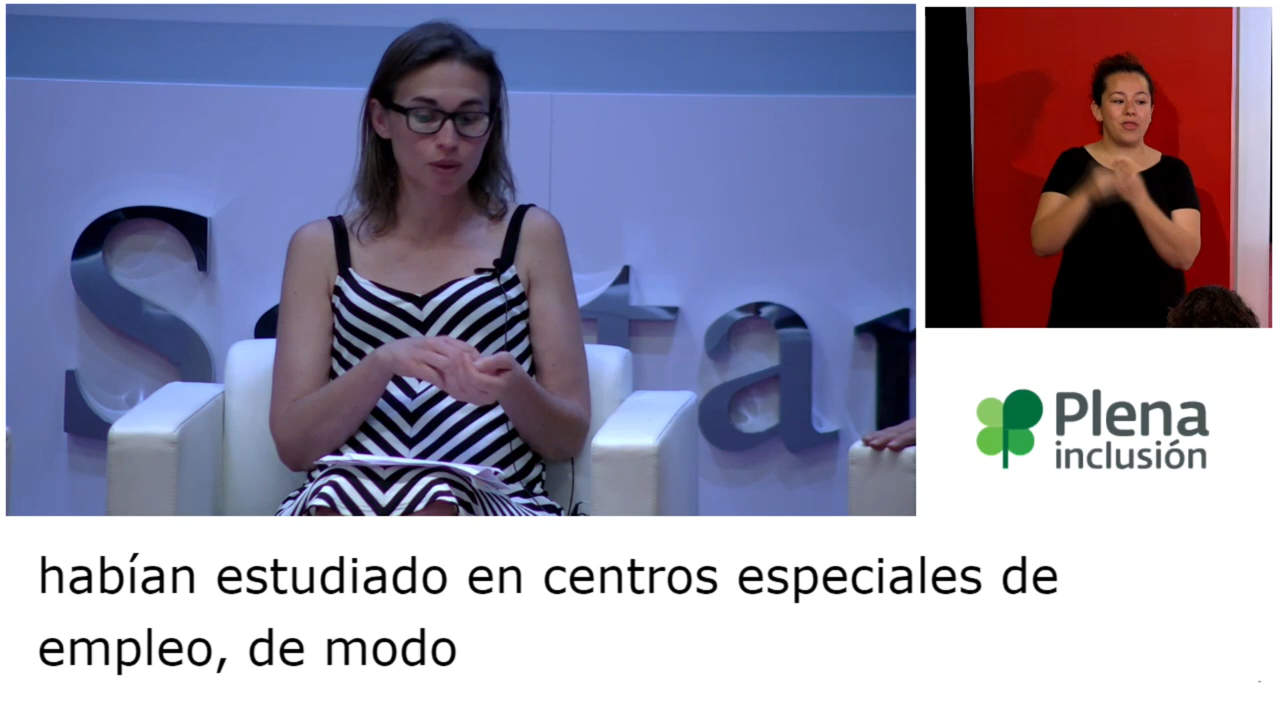 Plena
inclusión
habían estudiado en centros especiales de
empleo, de modo